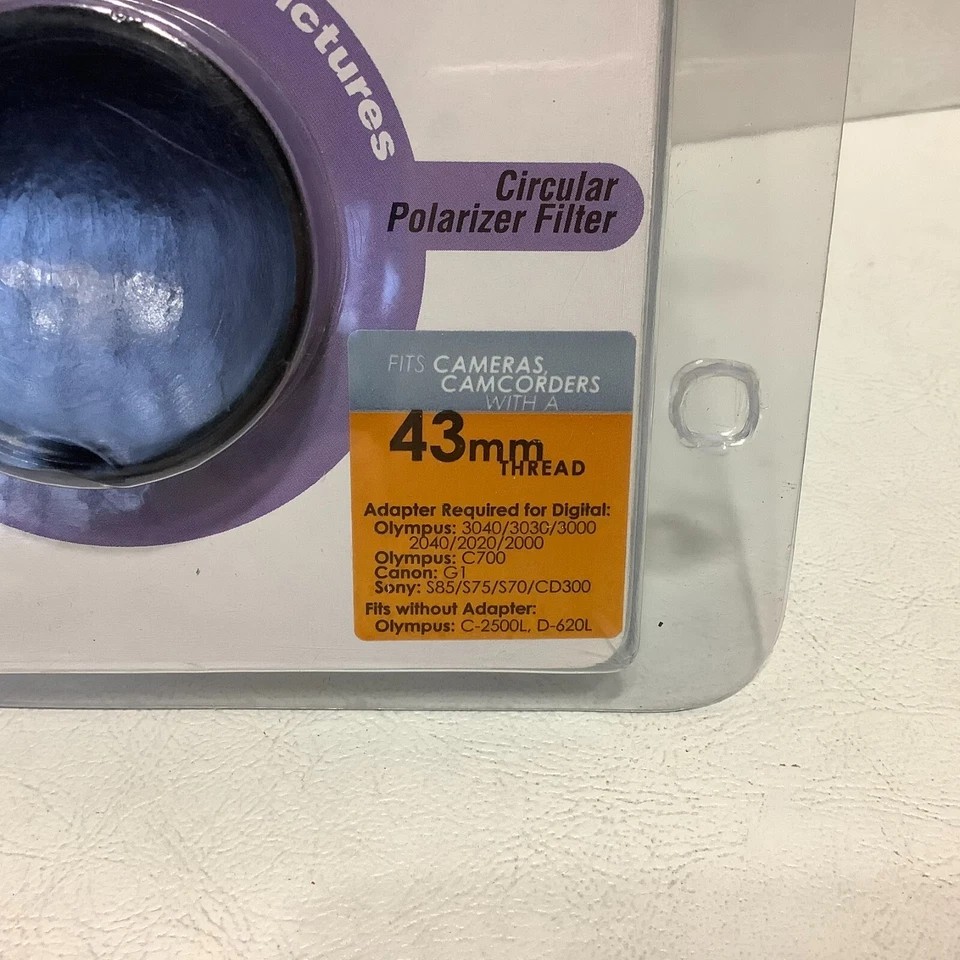 ictures
Circular
Polarizer Filter
FITS CAMERAS,
CAMCORDERS
WITH A
43mm
THREAD
Adapter Required for Digital:
Olympus: 3040/3030/3000
2040/2020/2000
Olympus: C700
Canon: G1
Sony: S85/S75/S70/CD300
Fits without Adapter:
Olympus: C-2500L, D-620L